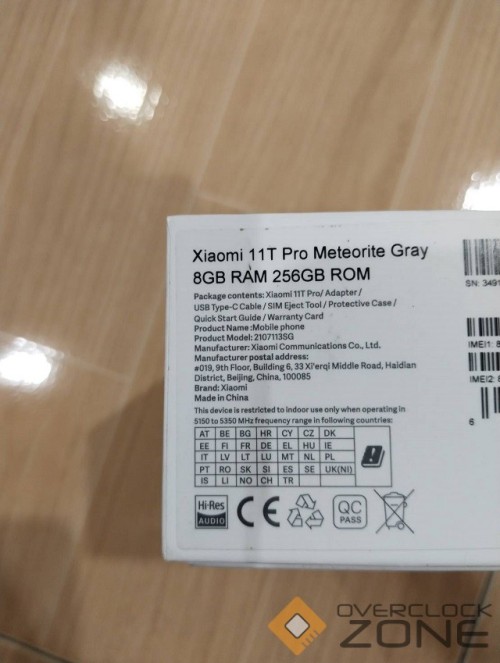 Xiaomi 11T Pro Meteorite Gray
8GB RAM 256GB ROM
SN: 3491
Package contents: Xiaomi 11T Pro/ Adapter/
USB Type-C Cable / SIM Eject Tool / Protective Case /
Quick Start Guide / Warranty Card
Product Name:Mobile phone
Product Model:2107113SG
IMEI1: 8
Manufacturer: Xiaomi Communications Co., Ltd.
Manufacturer postal address:
#019, 9th Floor, Building 6, 33 Xi'erqi Middle Road, Haidian
District, Beijing, China, 100085
IMEI2: 8
Brand: Xiaomi
Made in China
This device is restricted to indoor use only when operating in
5150 to 5350 MHz frequency range in following countries:
6
AT BE BG HR CY CZ DK
EE FI FR DE EL HU IE
IT LV LT LU MT NL PL
PT RO SK SI ES SE UK(NI)
IS LI NO CH TR
Hi-Res
AUDIO
CE
QC
PASS
OVERCLOCK
ZONE